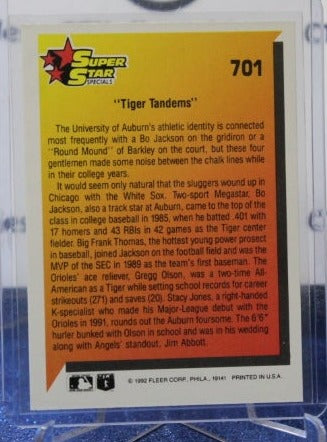 SUPER
STAR
SPECIALS
701
"Tiger Tandems"
The University of Auburn's athletic identity is connected
most frequently with a Bo Jackson on the gridiron or a
"Round Mound" of Barkley on the court, but these four
gentlemen made some noise between the chalk lines while
in their college years.
It would seem only natural that the sluggers wound up in
Chicago with the White Sox. Two-sport Megastar, Bo
Jackson, also a track star at Auburn, came to the top of the
class in college baseball in 1985, when he batted .401 with
17 homers and 43 RBIs in 42 games as the Tiger center
fielder. Big Frank Thomas, the hottest young power prospect
in baseball, joined Jackson on the football field and was the
MVP of the SEC in 1989 as the team's first baseman. The
Orioles' ace reliever, Gregg Olson, was a two-time All-
American as a Tiger while setting school records for career
strikeouts (271) and saves (20). Stacy Jones, a right-handed
K-specialist who made his Major League debut with the
Orioles in 1991, rounds out the Auburn foursome. The 6'6"
hurler bunked with Olson in school and was in his wedding
along with Angels' standout, Jim Abbott.
© 1992 FLEER CORP., PHILA., 19141 PRINTED IN U.S.A.